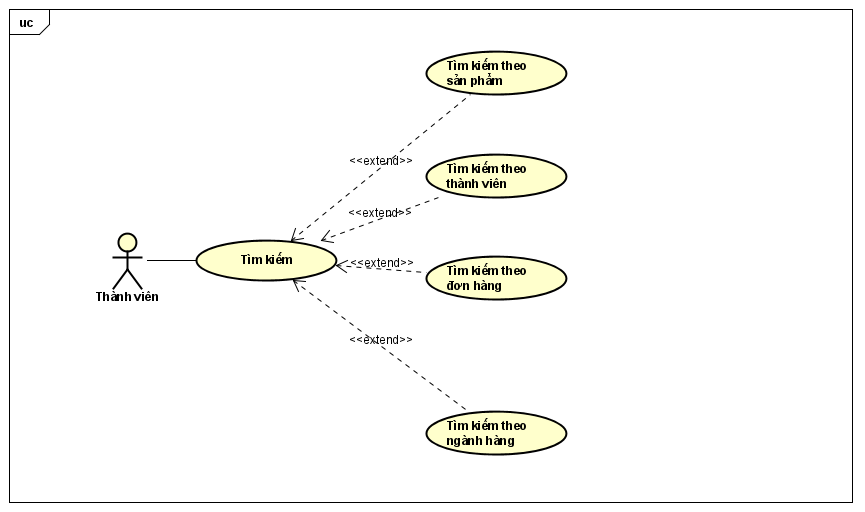 uc
Tìm kiếm theo
sản phẩm
<<extend>>
Tìm kiếm theo
thành viên
<<extend>>
Tìm kiếm
<<extend>>
Tìm kiếm theo
đơn hàng
Thành viên
<<extend>>
Tìm kiếm theo
ngành hàng